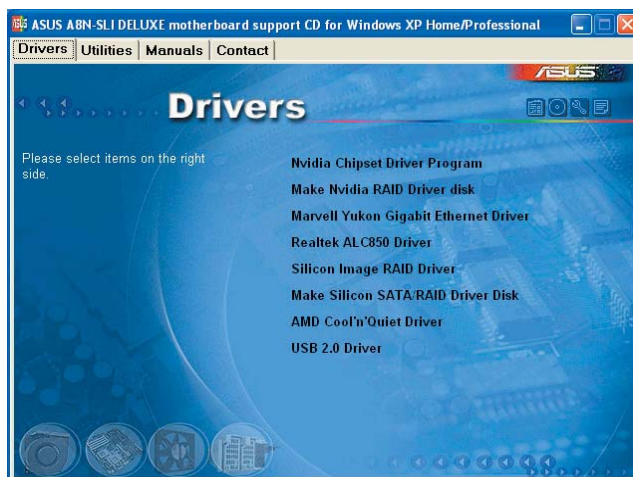 ASUS A8N-SLI DELUXE motherboard support CD for Windows XP Home/Professional
Drivers Utilities Manuals Contact
ASUS
Drivers
Please select items on the right
side.
Nvidia Chipset Driver Program
Make Nvidia RAID Driver disk
Marvell Yukon Gigabit Ethernet Driver
Realtek ALC850 Driver
Silicon Image RAID Driver
Make Silicon SATA/RAID Driver Disk
AMD Cool'n'Quiet Driver
USB 2.0 Driver